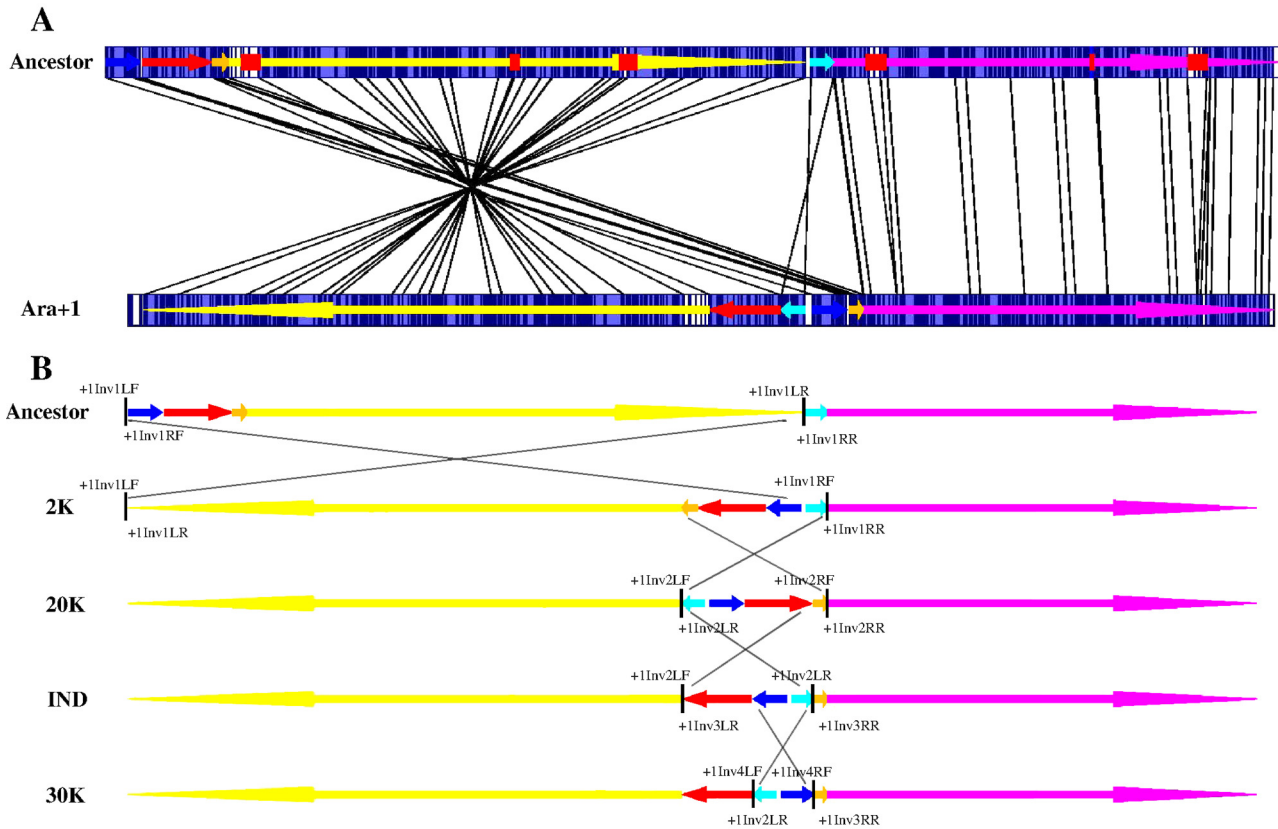 A
Ancestor
Ara+1
B
+1Inv1LF
+1Inv1LR
Ancestor
+1Inv1RF
+1Inv1RR
+1Inv1LF
+1Inv1RF
2K
+1Inv1LR
+1Inv1RR
+1Inv2LF
+1Inv2RF
20K
+1Inv2LR
+1Inv2RR
+1Inv2LF
+1Inv2LR
IND
+1Inv3LR
+1Inv3RR
+1Inv4LF
+1Inv4RF
30K
+1Inv2LR
+1Inv3RR